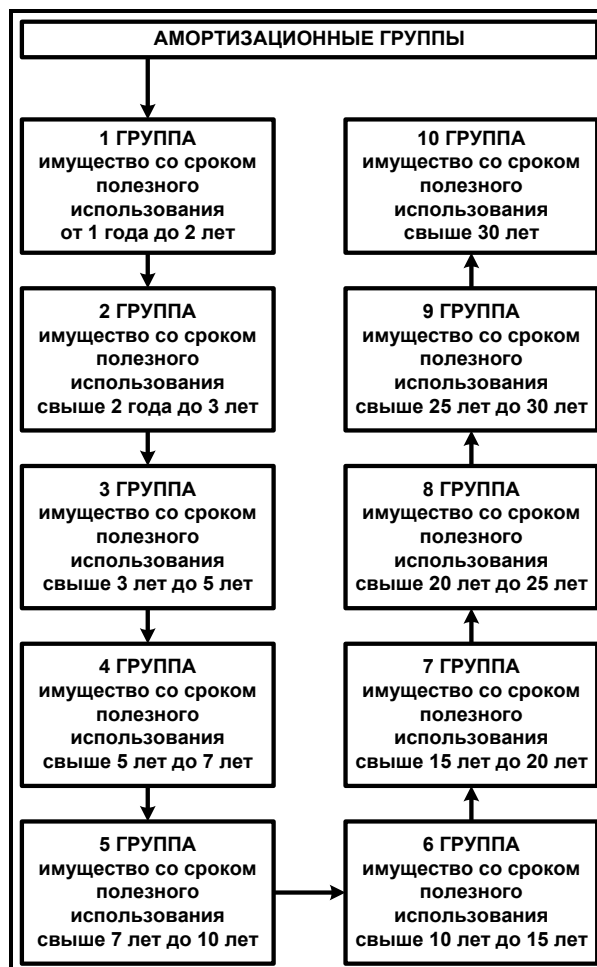 АМОРТИЗАЦИОННЫЕ ГРУППЫ
1 ГРУППА
имущество со сроком
полезного
использования
от 1 года до 2 лет
2 ГРУППА
имущество со сроком
полезного
использования
свыше 2 года до 3 лет
3 ГРУППА
имущество со сроком
полезного
использования
свыше 3 лет до 5 лет
4 ГРУППА
имущество со сроком
полезного
использования
свыше 5 лет до 7 лет
5 ГРУППА
имущество со сроком
полезного
использования
свыше 7 лет до 10 лет
6 ГРУППА
имущество со сроком
полезного
использования
свыше 10 лет до 15 лет
7 ГРУППА
имущество со сроком
полезного
использования
свыше 15 лет до 20 лет
8 ГРУППА
имущество со сроком
полезного
использования
свыше 20 лет до 25 лет
9 ГРУППА
имущество со сроком
полезного
использования
свыше 25 лет до 30 лет
10 ГРУППА
имущество со сроком
полезного
использования
свыше 30 лет